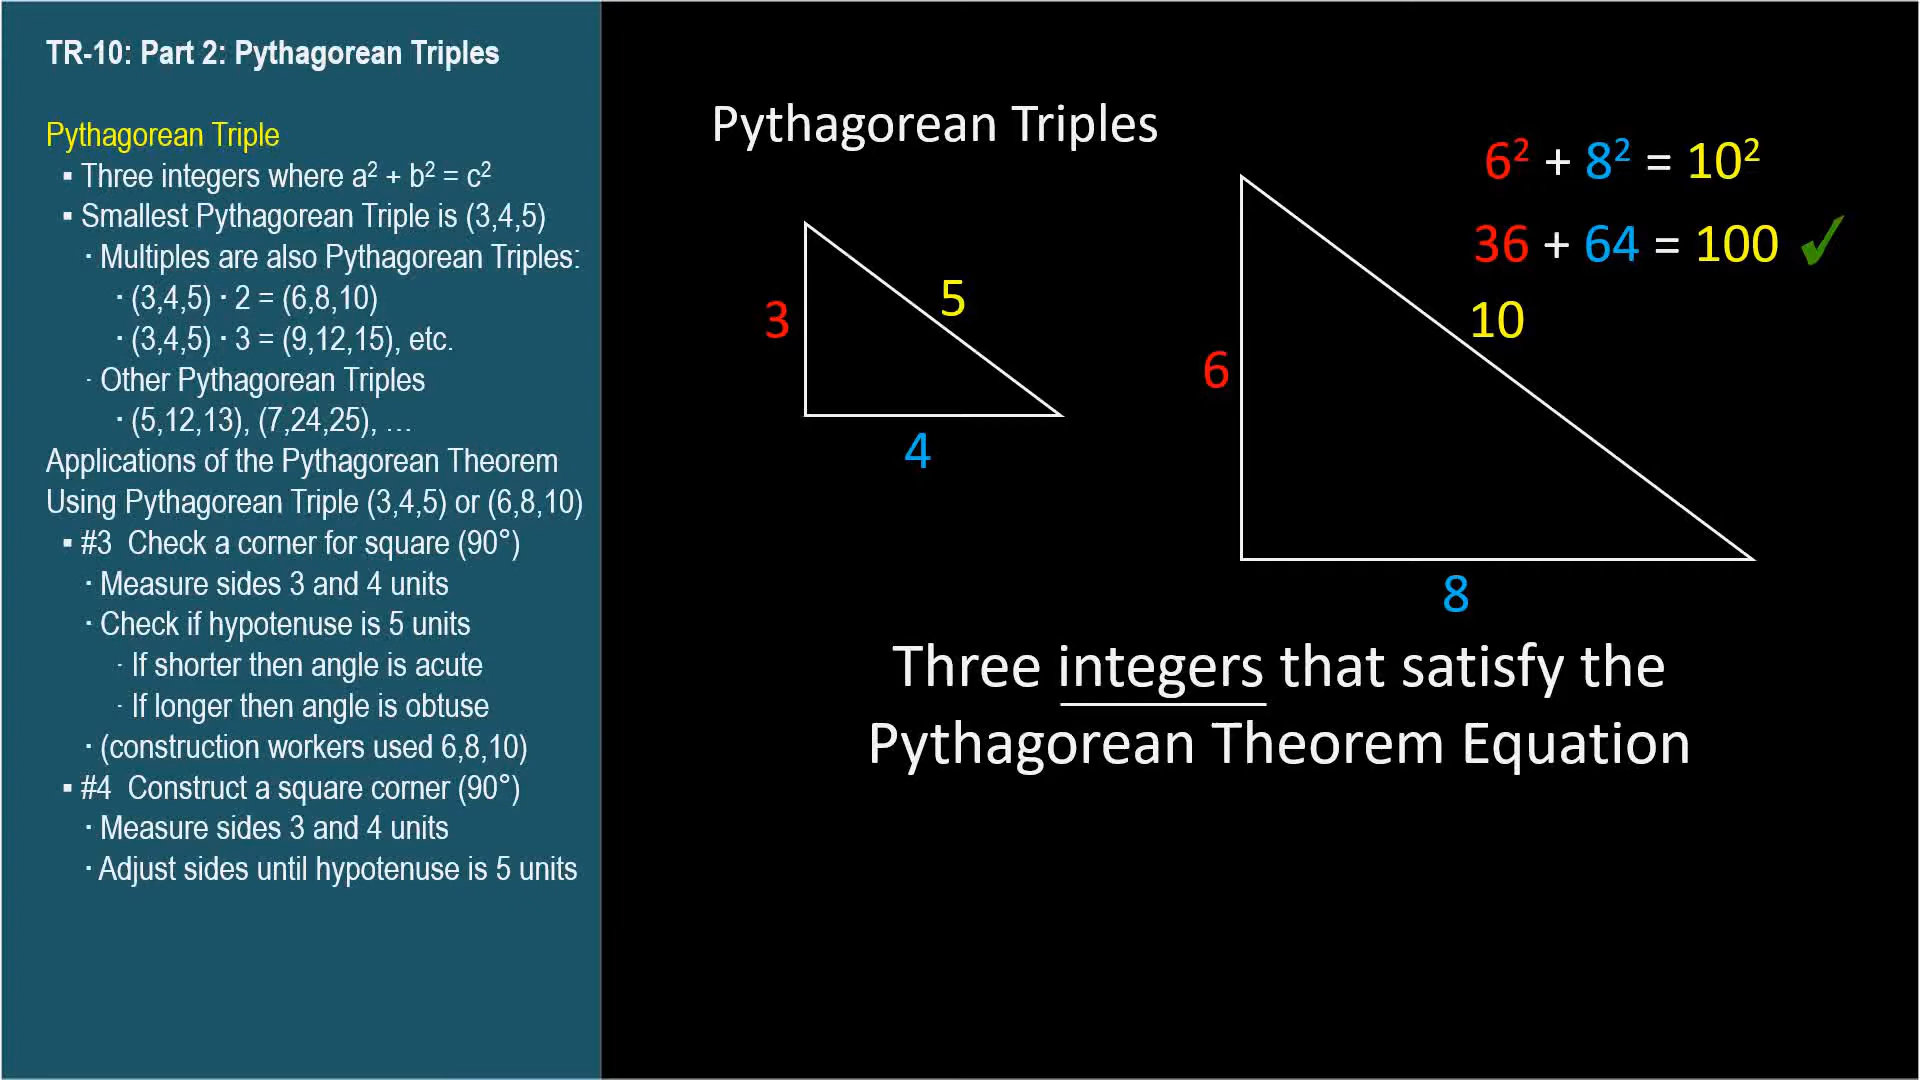 TR-10: Part 2: Pythagorean Triples
Pythagorean Triple
▪ Three integers where a² + b² = c²
▪ Smallest Pythagorean Triple is (3,4,5)
· Multiples are also Pythagorean Triples:
· (3,4,5) · 2 = (6,8,10)
· (3,4,5) · 3 = (9,12,15), etc.
· Other Pythagorean Triples
· (5,12,13), (7,24,25), …
Applications of the Pythagorean Theorem
Using Pythagorean Triple (3,4,5) or (6,8,10)
▪ #3 Check a corner for square (90°)
· Measure sides 3 and 4 units
· Check if hypotenuse is 5 units
· If shorter then angle is acute
· If longer then angle is obtuse
· (construction workers used 6,8,10)
▪ #4 Construct a square corner (90°)
· Measure sides 3 and 4 units
· Adjust sides until hypotenuse is 5 units
Pythagorean Triples
3
5
4
6² + 8² = 10²
36 + 64 = 100 ✓
10
6
8
Three integers that satisfy the
Pythagorean Theorem Equation